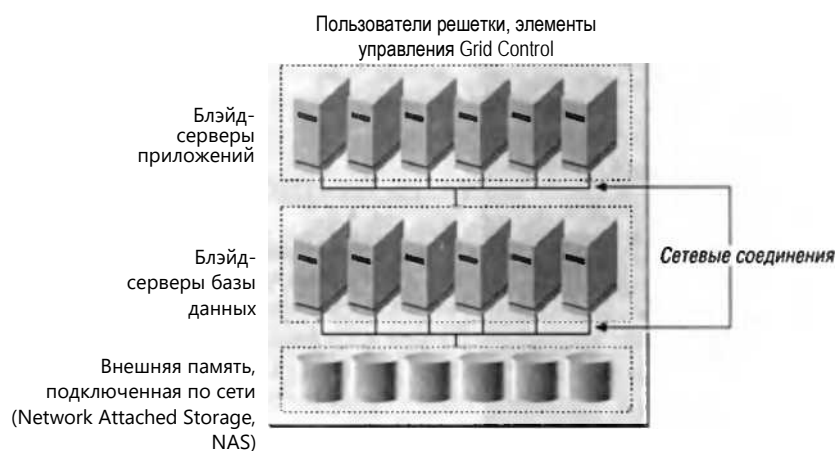 Пользователи решетки, элементы
управления Grid Control
Блэйд-
серверы
приложений
Блэйд-
серверы базы
данных
Сетевые соединения
Внешняя память,
подключенная по сети
(Network Attached Storage,
NAS)